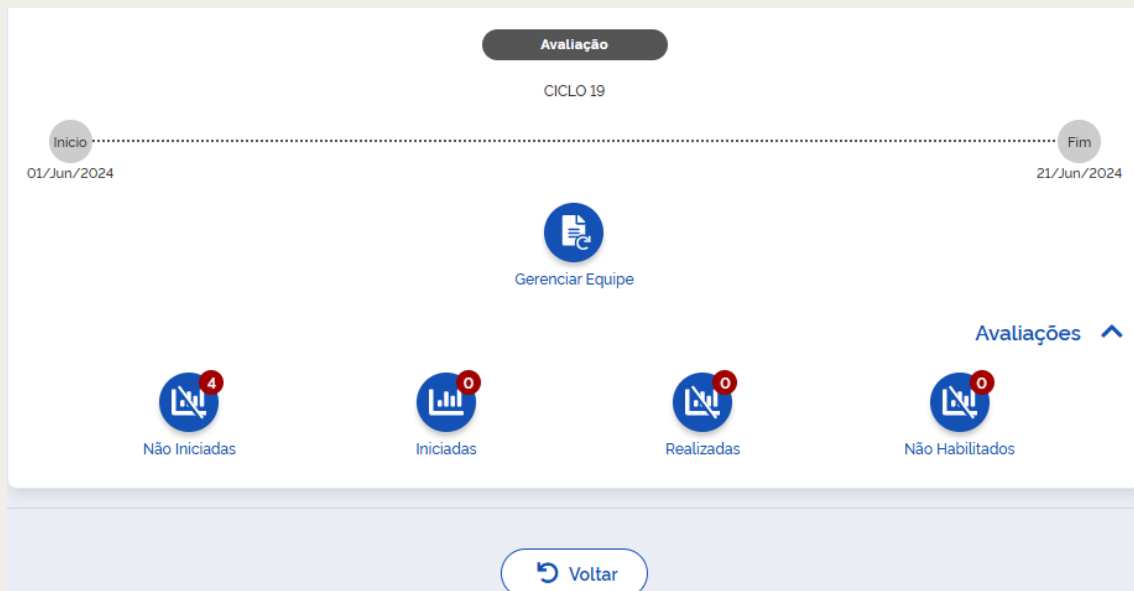 Avaliação
CICLO 19
Início
Fim
01/Jun/2024
21/Jun/2024
Gerenciar Equipe
Avaliações
4
0
0
0
Não Iniciadas
Iniciadas
Realizadas
Não Habilitados
Voltar